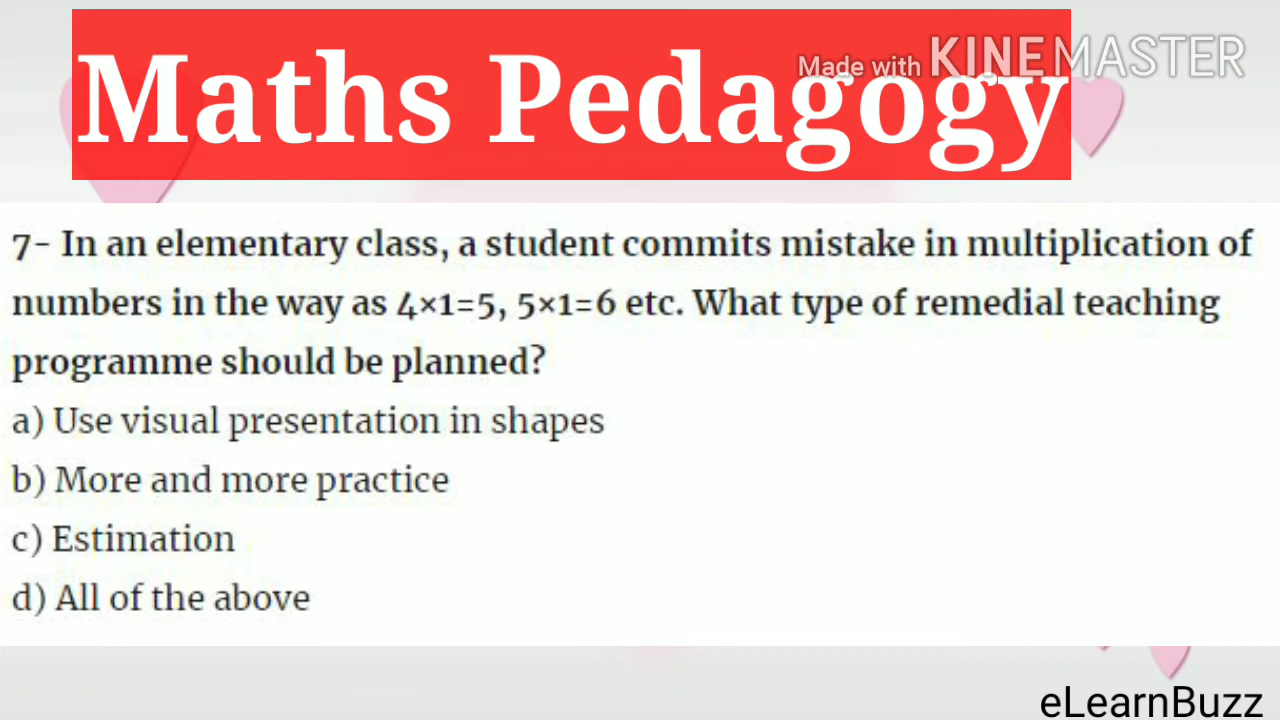 Made with KINEMASTER
Maths Pedagogy
7- In an elementary class, a student commits mistake in multiplication of
numbers in the way as 4×1=5, 5×1=6 etc. What type of remedial teaching
programme should be planned?
a) Use visual presentation in shapes
b) More and more practice
c) Estimation
d) All of the above
eLearnBuzz